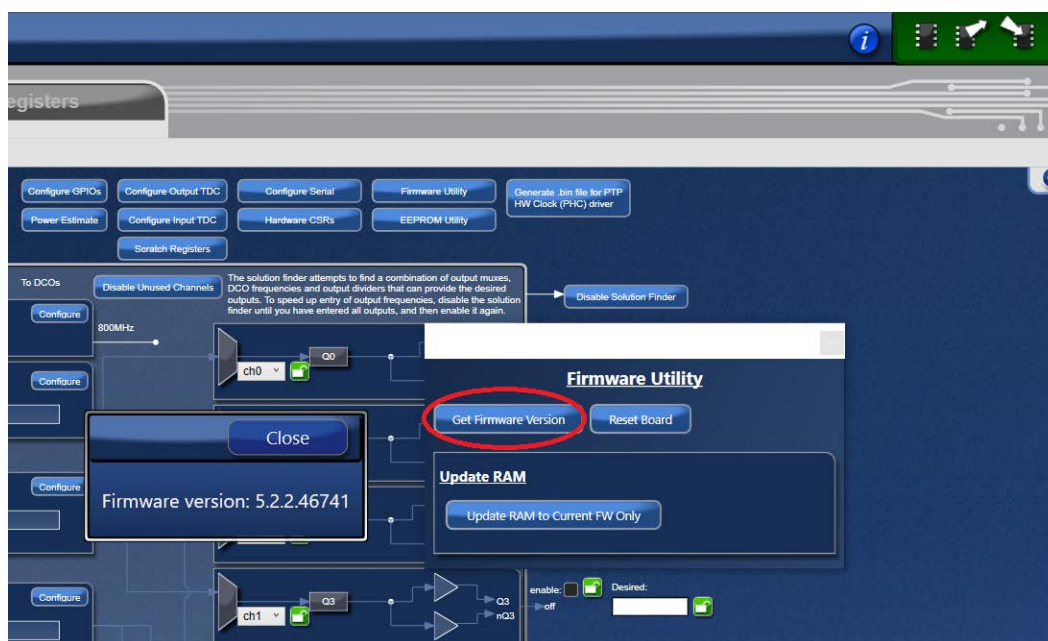 i
egisters
Configure GPIOs
Configure Output TDC
Configure Serial
Firmware Utility
Generate .bin file for PTP
HW Clock (PHC) driver
Power Estimate
Configure Input TDC
Hardware CSRs
EEPROM Utility
Scratch Registers
To DCOs
Disable Unused Channels
The solution finder attempts to find a combination of output muxes,
DCO frequencies and output dividers that can provide the desired
outputs. To speed up entry of output frequencies, disable the solution
finder until you have entered all outputs, and then enable it again.
Disable Solution Finder
Configure
800MHz
Q0
ch0
Configure
Firmware Utility
Get Firmware Version
Reset Board
Close
Firmware version: 5.2.2.46741
Update RAM
Update RAM to Current FW Only
Configure
Configure
Q3
ch1
Q3
nQ3
enable:
off
Desired: